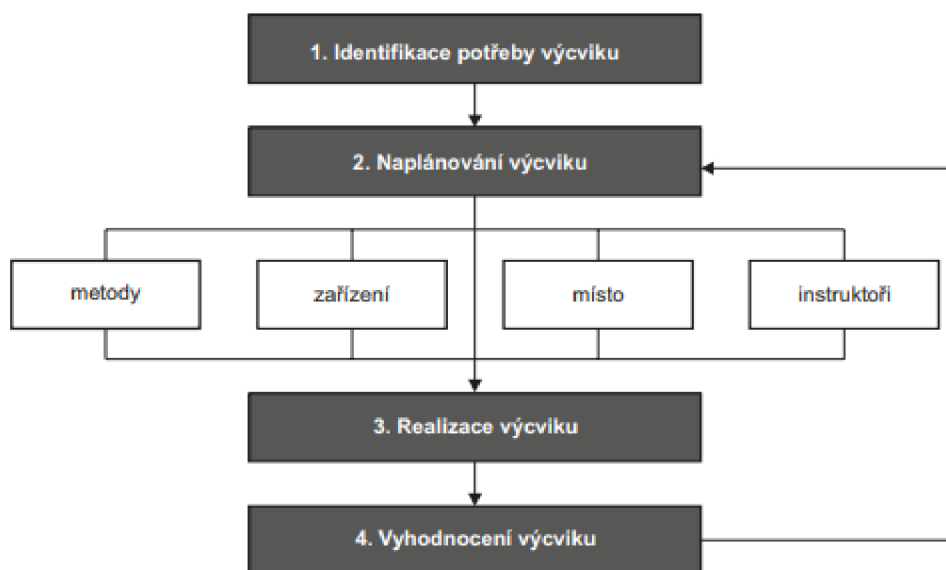 1. Identifikace potřeby výcviku
2. Naplánování výcviku
metody
zařízení
místo
instruktoři
3. Realizace výcviku
4. Vyhodnocení výcviku